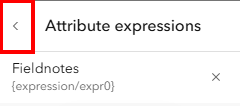 Attribute expressions
Fieldnotes
{expression/expr0}